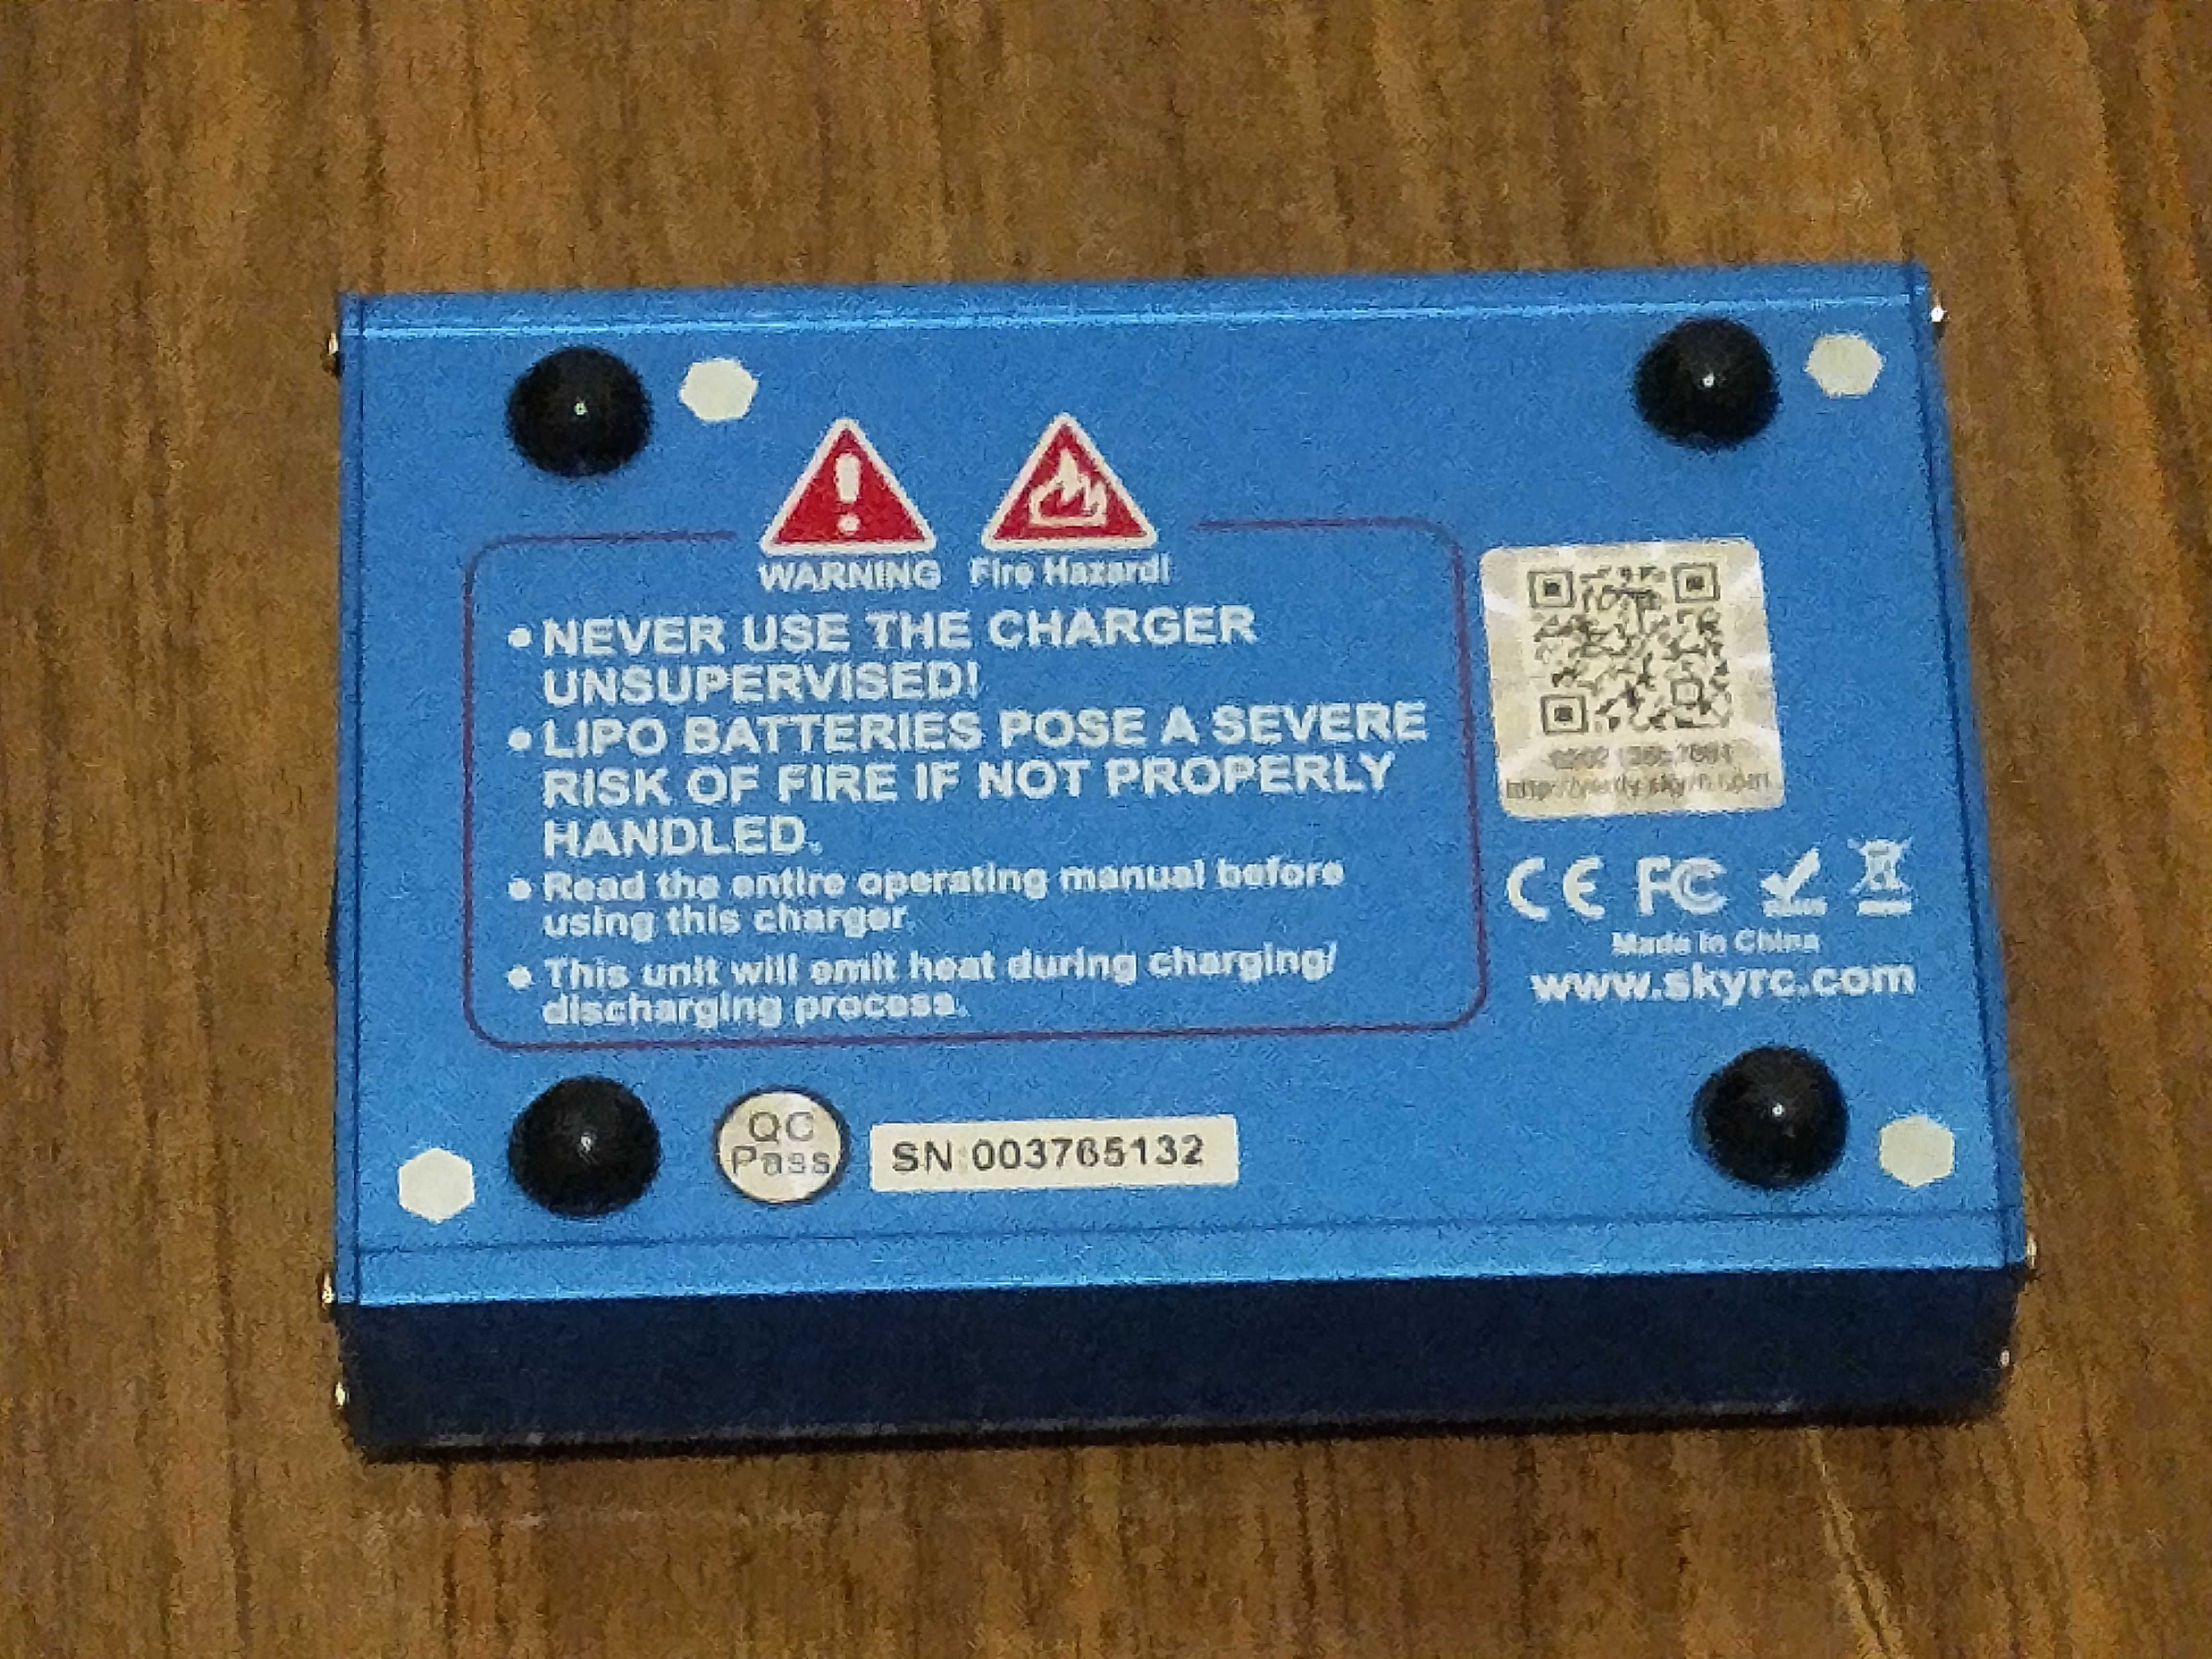 WARNING Fire Hazard!
• NEVER USE THE CHARGER
UNSUPERVISED!
• LIPO BATTERIES POSE A SEVERE
RISK OF FIRE IF NOT PROPERLY
HANDLED.
• Read the entire operating manual before
using this charger.
• This unit will emit heat during charging/
discharging process.
CE FC
Made in China
www.skyrc.com
QC
Pass
SN:003765132